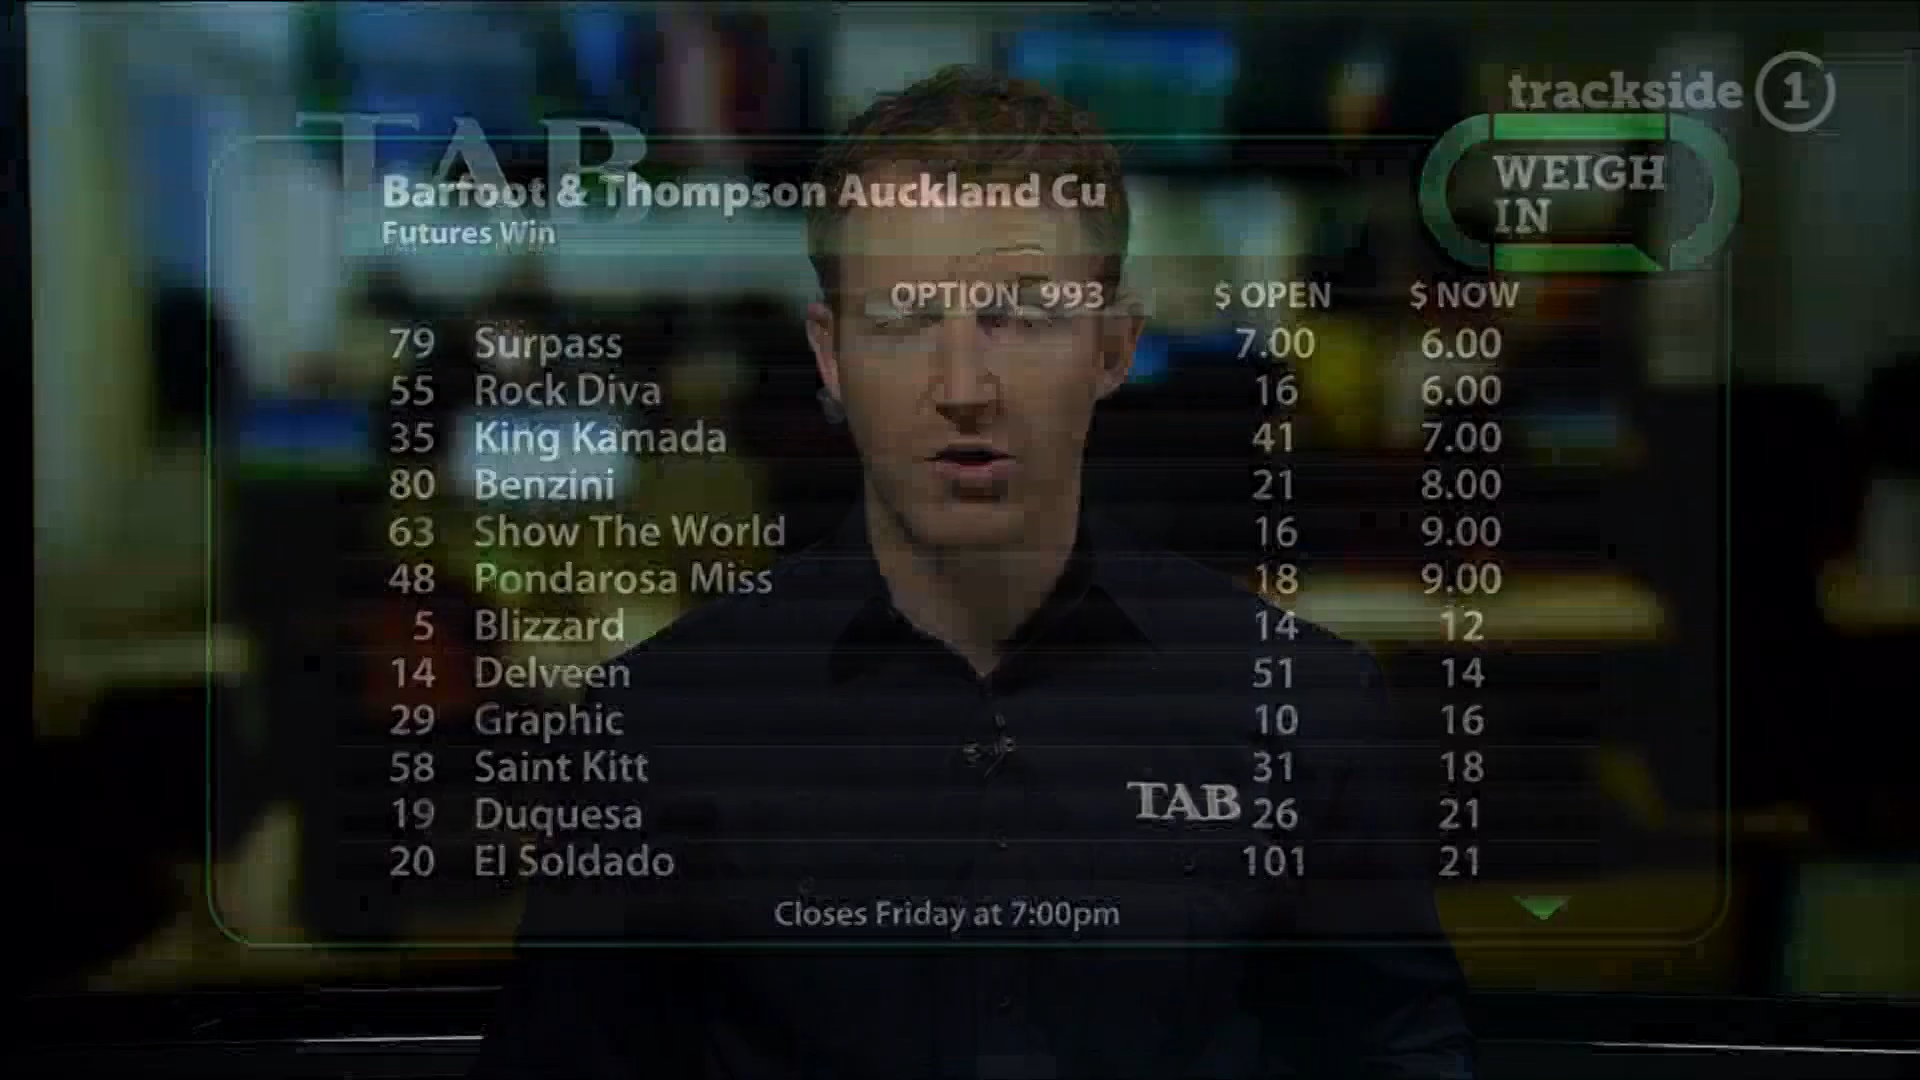 trackside 1
TAB
WEIGH
IN
Barfoot & Thompson Auckland Cu
Futures Win
OPTION 993 $ OPEN $ NOW
79 Surpass 7.00 6.00
55 Rock Diva 16 6.00
35 King Kamada 41 7.00
80 Benzini 21 8.00
63 Show The World 16 9.00
48 Pondarosa Miss 18 9.00
5 Blizzard 14 12
14 Delveen 51 14
29 Graphic 10 16
58 Saint Kitt 31 18
19 Duquesa 26 21
TAB
20 El Soldado 101 21
Closes Friday at 7:00pm